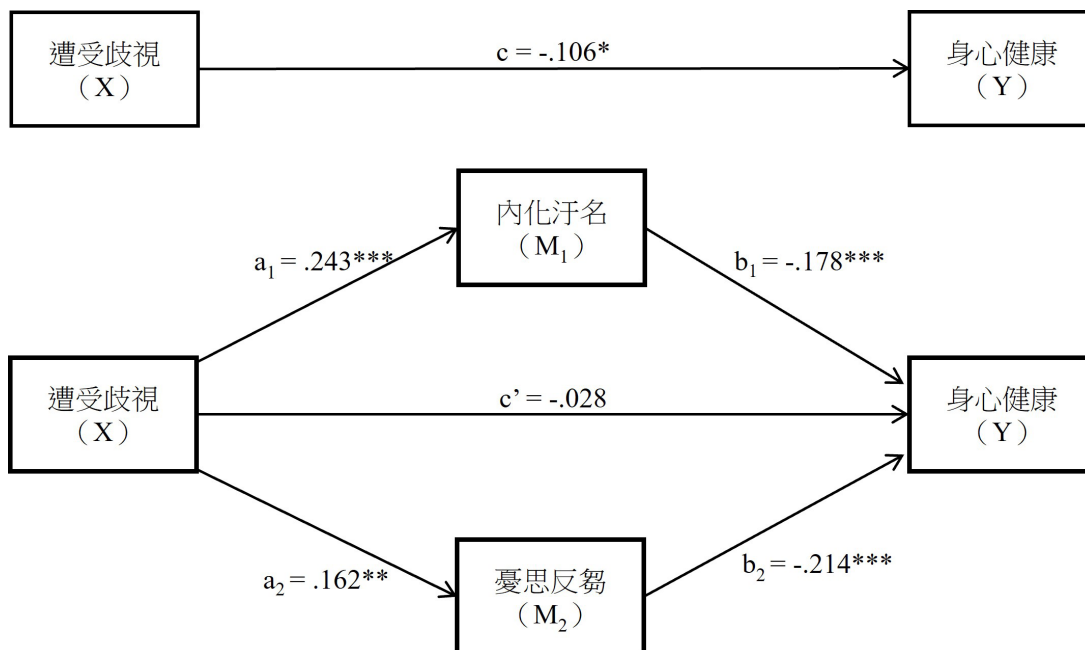 遭受歧視
（X）
c = -.106*
身心健康
（Y）
內化汙名
（M₁）
a₁ = .243***
b₁ = -.178***
遭受歧視
（X）
c’ = -.028
身心健康
（Y）
a₂ = .162**
憂思反芻
（M₂）
b₂ = -.214***